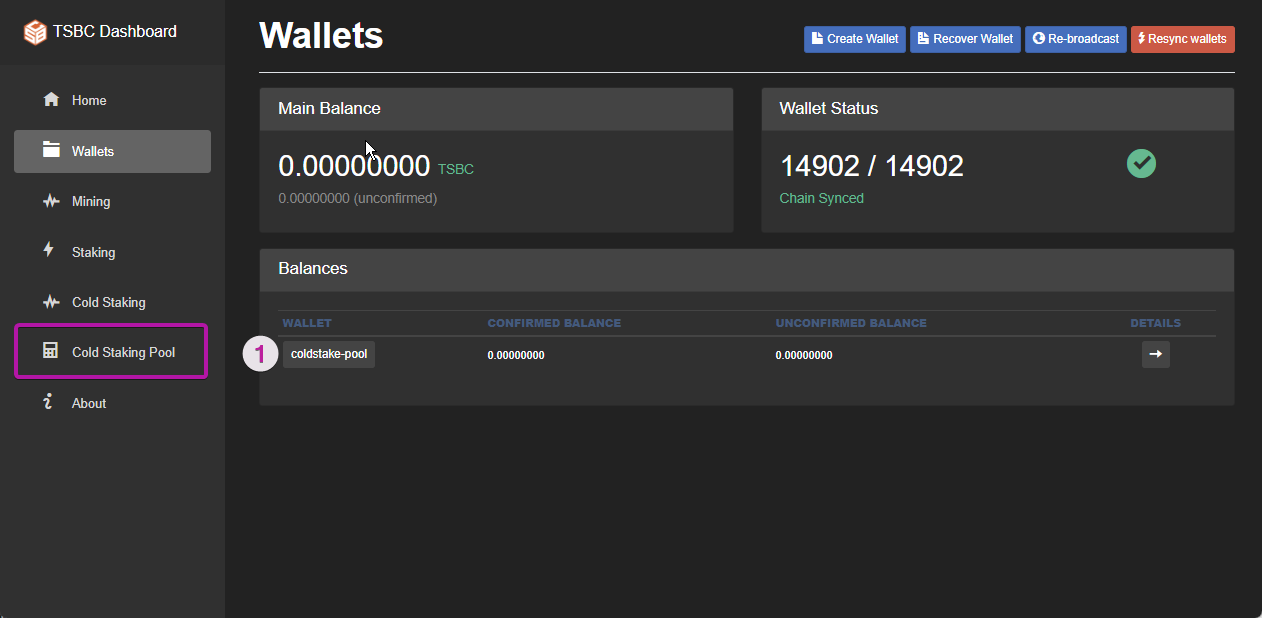 TSBC Dashboard
Home
Wallets
Mining
Staking
Cold Staking
Cold Staking Pool
About
Wallets
Create Wallet
Recover Wallet
Re-broadcast
Resync wallets
Main Balance
0.00000000 TSBC
0.00000000 (unconfirmed)
Wallet Status
14902 / 14902
Chain Synced
Balances
WALLET CONFIRMED BALANCE UNCONFIRMED BALANCE DETAILS
1 coldstake-pool 0.00000000 0.00000000